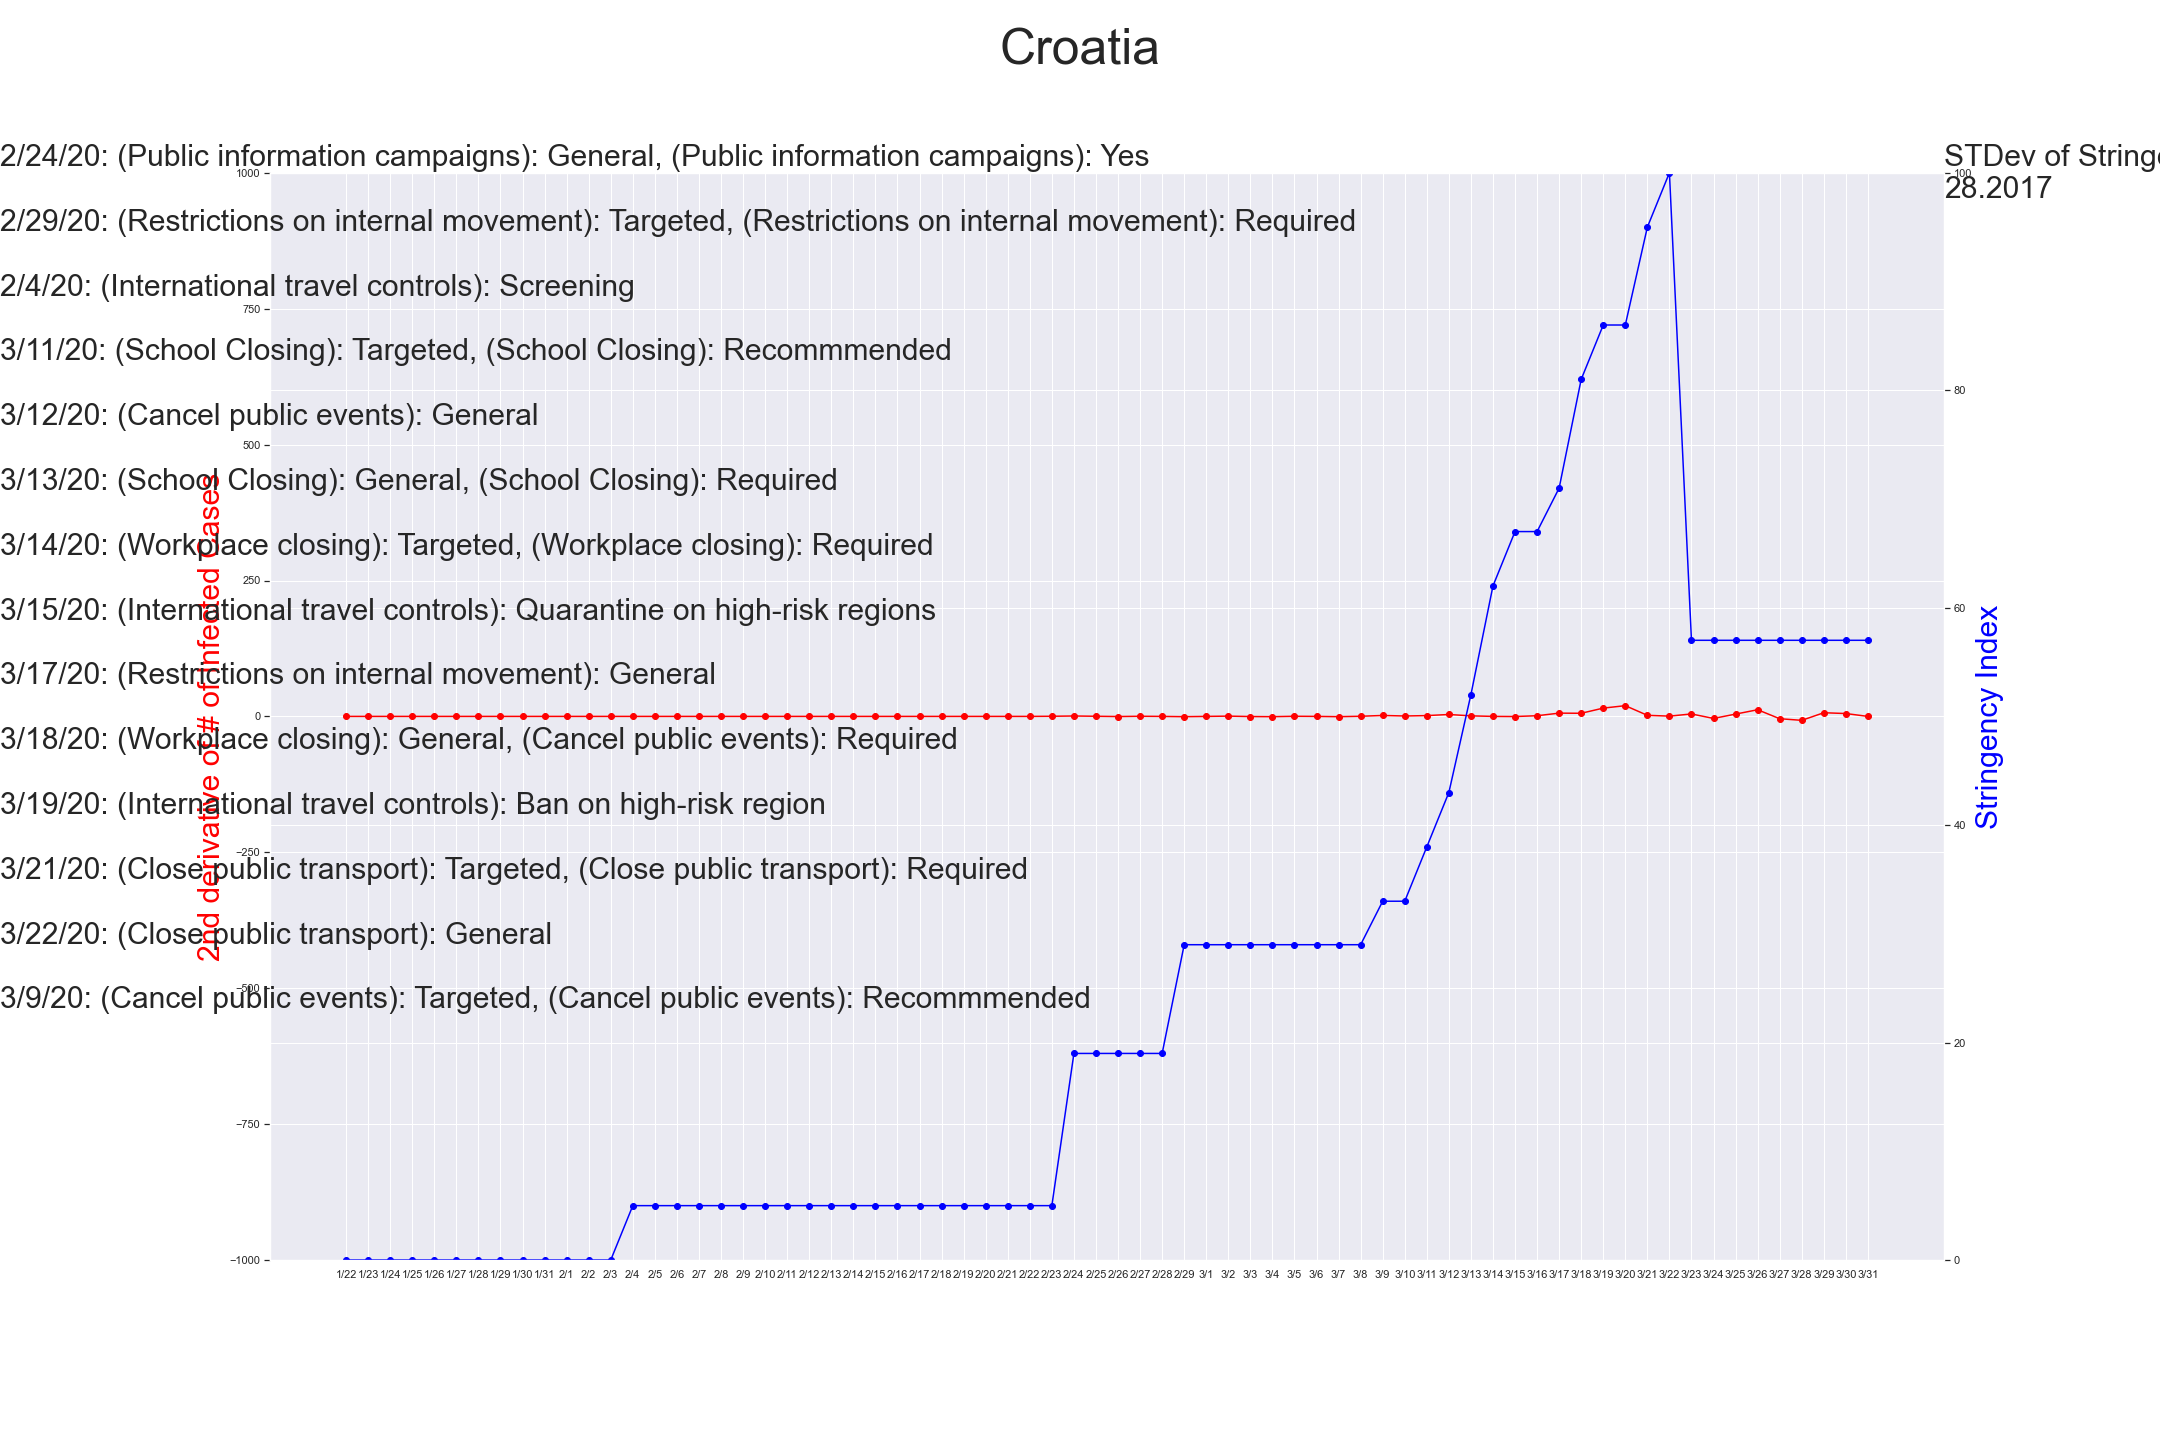 Croatia
2/24/20: (Public information campaigns): General, (Public information campaigns): Yes
STDev of
28.2017
2/29/20: (Restrictions on internal movement): Targeted, (Restrictions on internal movement): Required
2/4/20: (International travel controls): Screening
3/11/20: (School Closing): Targeted, (School Closing): Recommmended
3/12/20: (Cancel public events): General
3/13/20: (School Closing): General, (School Closing): Required
3/14/20: (Workplace closing): Targeted, (Workplace closing): Required
3/15/20: (International travel controls): Quarantine on high-risk regions
3/17/20: (Restrictions on internal movement): General
3/18/20: (Workplace closing): General, (Cancel public events): Required
3/19/20: (International travel controls): Ban on high-risk region
3/21/20: (Close public transport): Targeted, (Close public transport): Required
3/22/20: (Close public transport): General
3/9/20: (Cancel public events): Targeted, (Cancel public events): Recommmended
2nd derivative of # of Infected Cases
1000
750
500
250
0
−250
−500
−750
−1000
Stringency Index
100
80
60
40
20
0
1/22 1/23 1/24 1/25 1/26 1/27 1/28 1/29 1/30 1/31 2/1 2/2 2/3 2/4 2/5 2/6 2/7 2/8 2/9 2/10 2/11 2/12 2/13 2/14 2/15 2/16 2/17 2/18 2/19 2/20 2/21 2/22 2/23 2/24 2/25 2/26 2/27 2/28 2/29 3/1 3/2 3/3 3/4 3/5 3/6 3/7 3/8 3/9 3/10 3/11 3/12 3/13 3/14 3/15 3/16 3/17 3/18 3/19 3/20 3/21 3/22 3/23 3/24 3/25 3/26 3/27 3/28 3/29 3/30 3/31